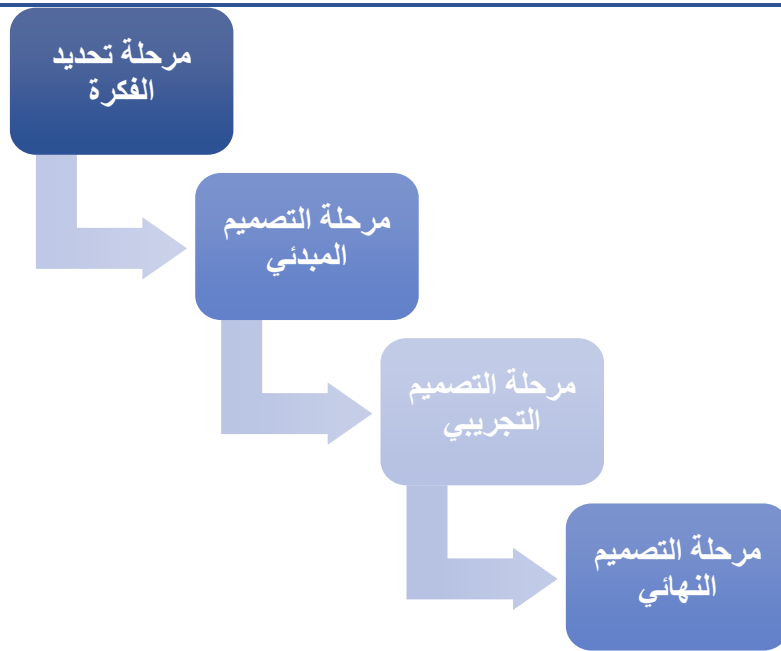 مرحلة تحديد
الفكرة
مرحلة التصميم
المبدئي
مرحلة التصميم
التجريبي
مرحلة التصميم
النهائي